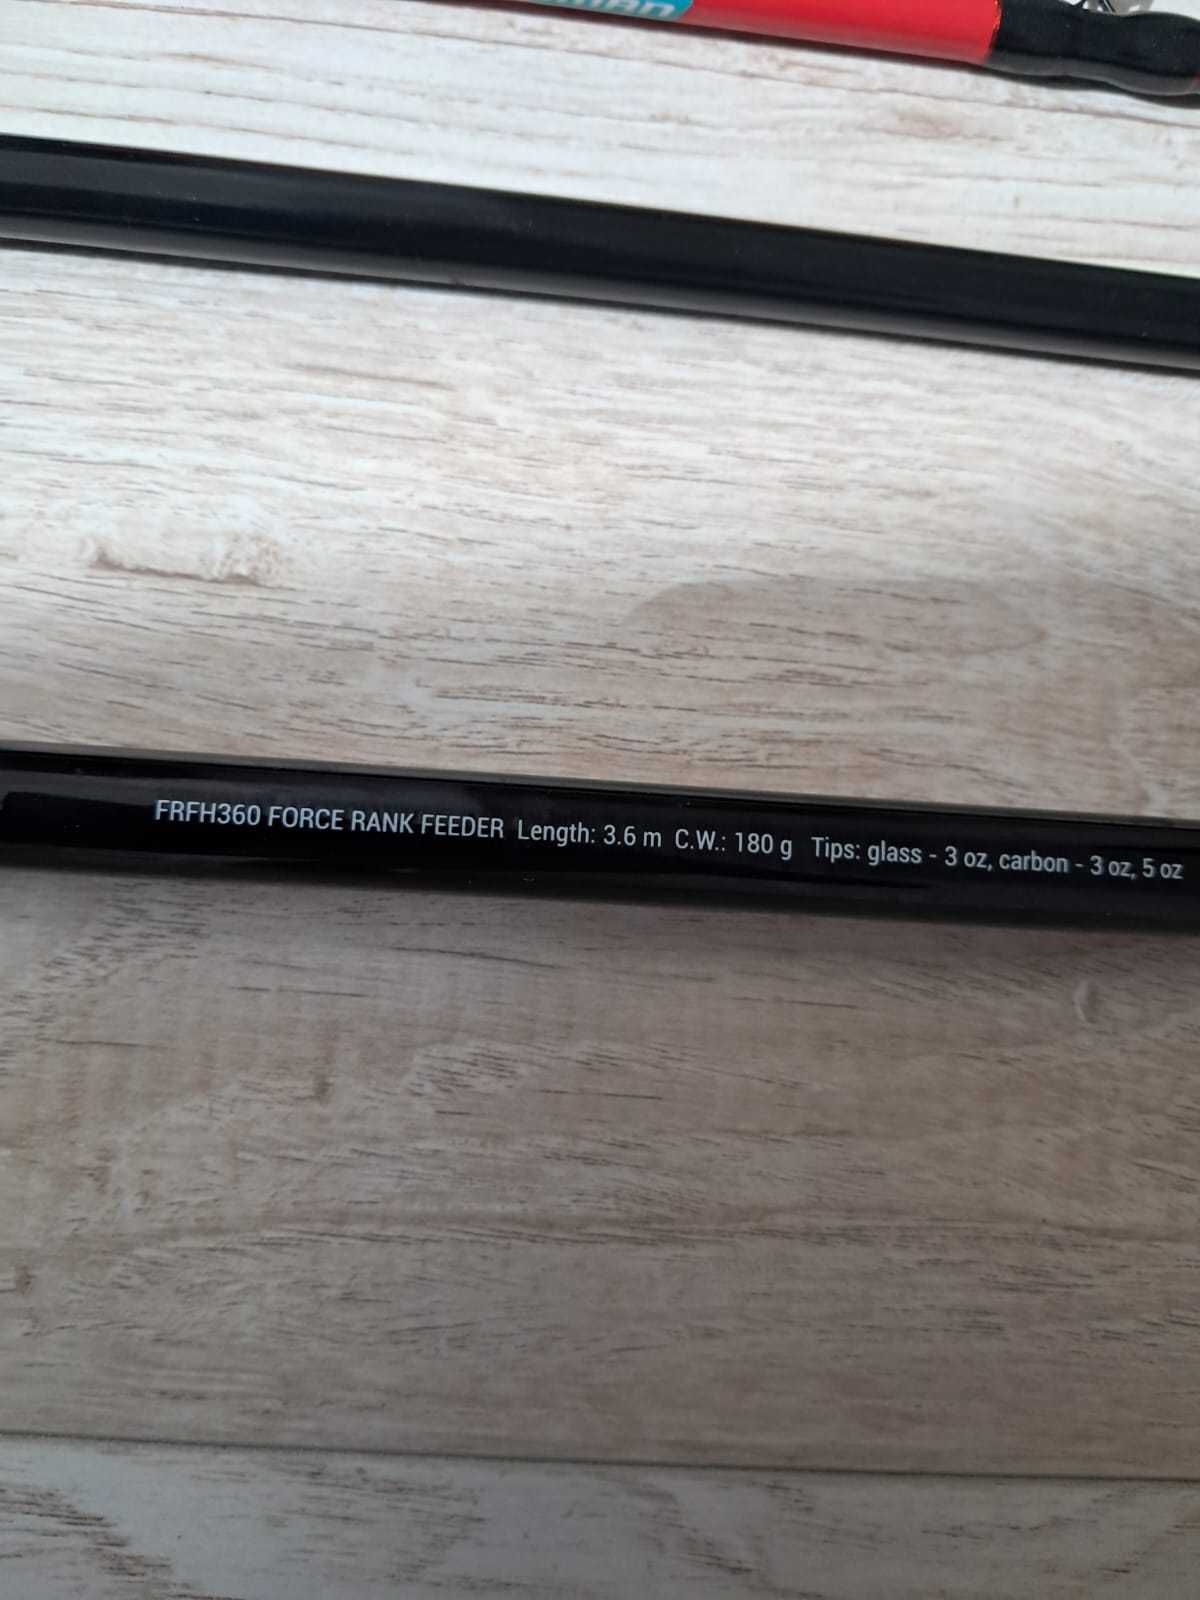 FRFH360 FORCE RANK FEEDER Length: 3.6 m C.W.: 180 g Tips: glass - 3 oz, carbon - 3 oz, 5 oz